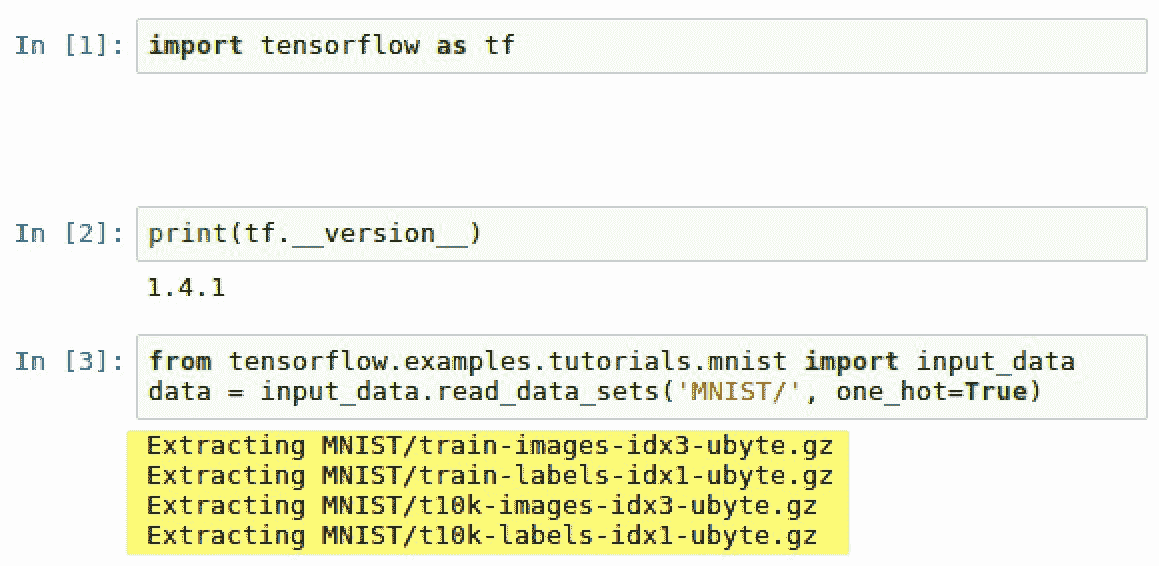 In [1]: import tensorflow as tf
In [2]: print(tf.__version__)
1.4.1
In [3]: from tensorflow.examples.tutorials.mnist import input_data
data = input_data.read_data_sets('MNIST/', one_hot=True)
Extracting MNIST/train-images-idx3-ubyte.gz
Extracting MNIST/train-labels-idx1-ubyte.gz
Extracting MNIST/t10k-images-idx3-ubyte.gz
Extracting MNIST/t10k-labels-idx1-ubyte.gz